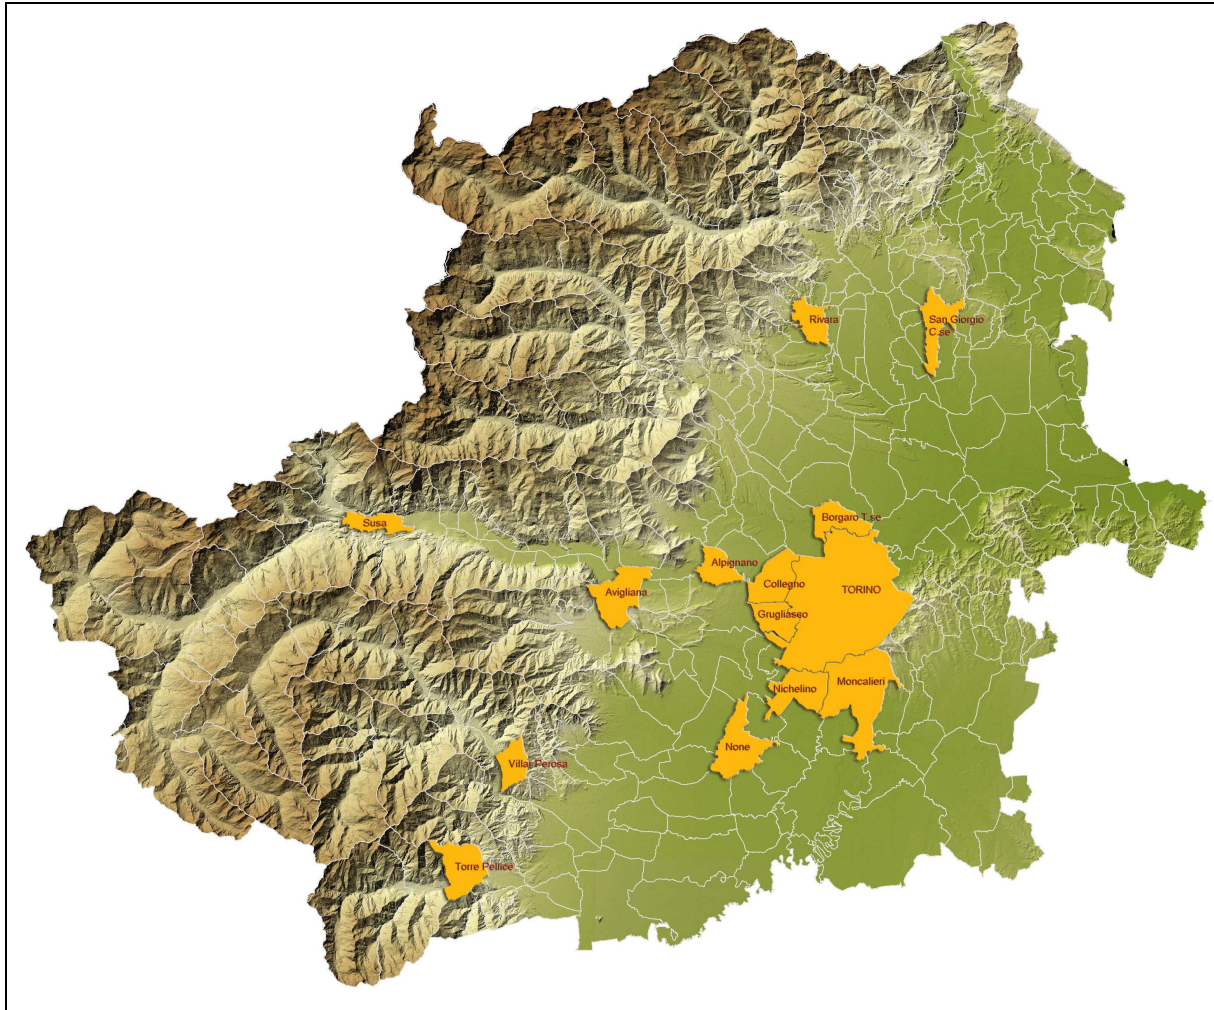 Rivara
San Giorgio
C.se
Susa
Borgaro T.se
Alpignano
Avigliana
Collegno
TORINO
Grugliasco
Moncalieri
Nichelino
None
Villar Perosa
Torre Pellice